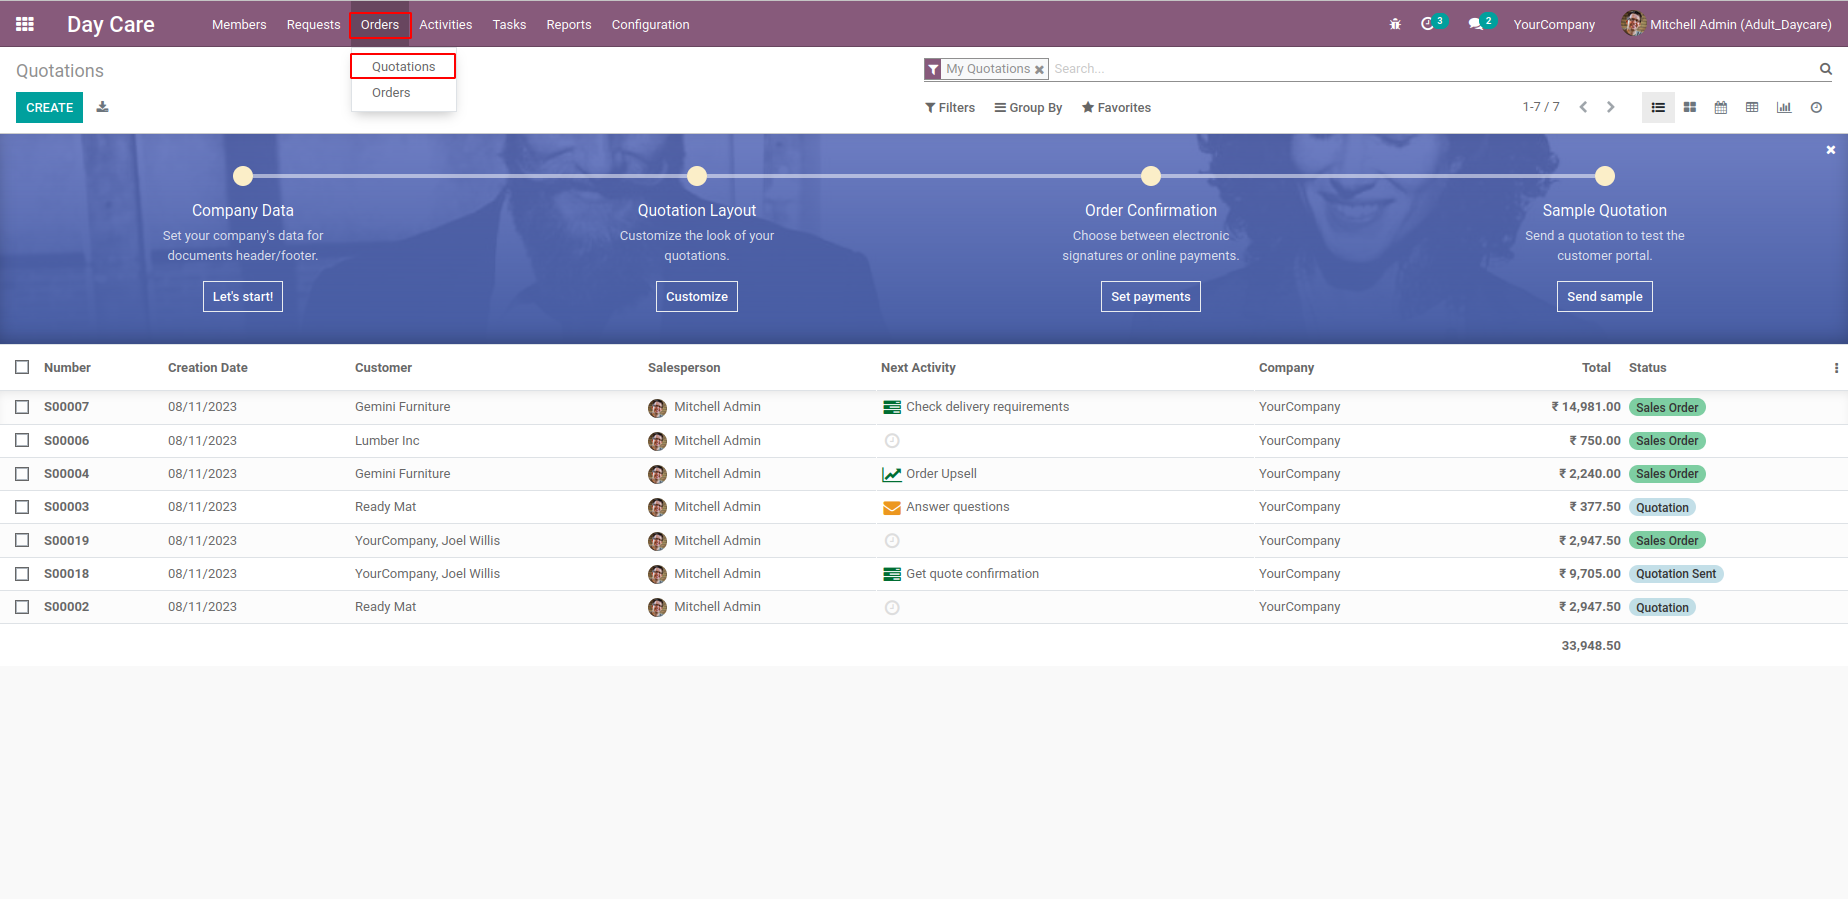 Day Care Members Requests Orders Activities Tasks Reports Configuration 3 2 YourCompany Mitchell Admin (Adult_Daycare)
Quotations
Orders
Quotations
My Quotations Search...
CREATE
Filters Group By Favorites 1-7 / 7
Company Data
Set your company's data for
documents header/footer.
Let's start!
Quotation Layout
Customize the look of your
quotations.
Customize
Order Confirmation
Choose between electronic
signatures or online payments.
Set payments
Sample Quotation
Send a quotation to test the
customer portal.
Send sample
Number Creation Date Customer Salesperson Next Activity Company Total Status
S00007 08/11/2023 Gemini Furniture Mitchell Admin Check delivery requirements YourCompany ₹ 14,981.00 Sales Order
S00006 08/11/2023 Lumber Inc Mitchell Admin YourCompany ₹ 750.00 Sales Order
S00004 08/11/2023 Gemini Furniture Mitchell Admin Order Upsell YourCompany ₹ 2,240.00 Sales Order
S00003 08/11/2023 Ready Mat Mitchell Admin Answer questions YourCompany ₹ 377.50 Quotation
S00019 08/11/2023 YourCompany, Joel Willis Mitchell Admin YourCompany ₹ 2,947.50 Sales Order
S00018 08/11/2023 YourCompany, Joel Willis Mitchell Admin Get quote confirmation YourCompany ₹ 9,705.00 Quotation Sent
S00002 08/11/2023 Ready Mat Mitchell Admin YourCompany ₹ 2,947.50 Quotation
33,948.50